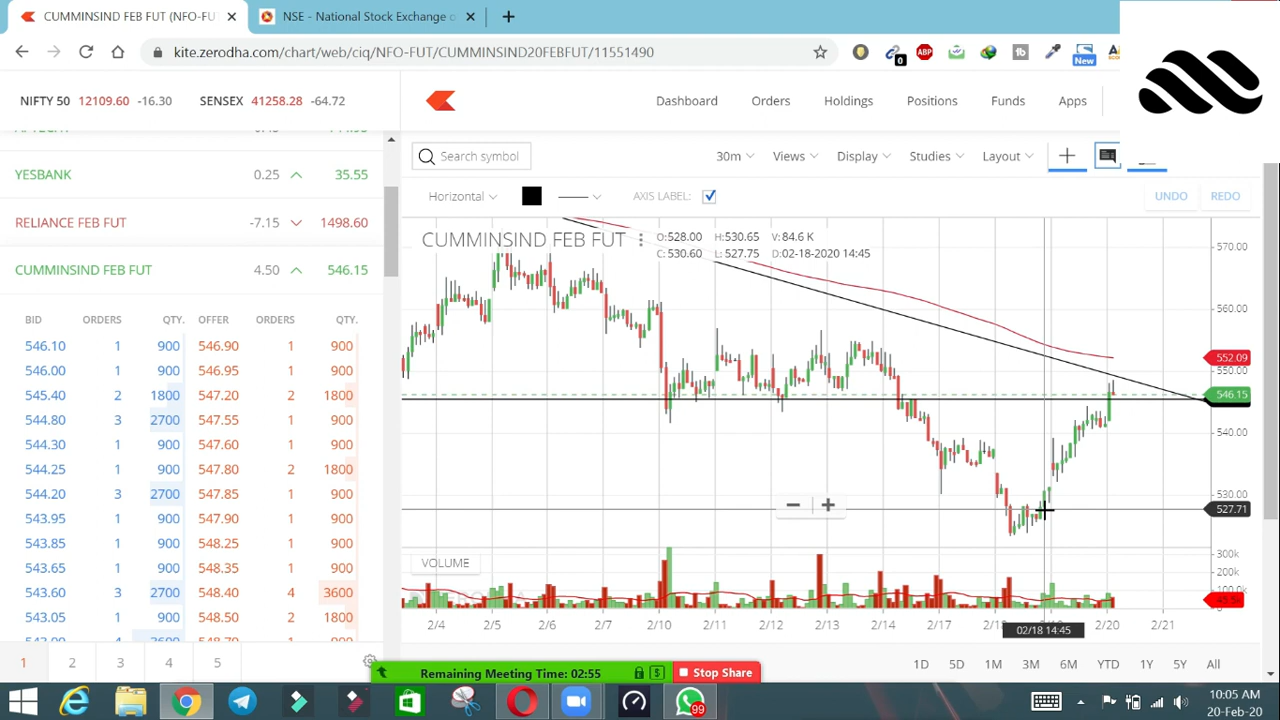 CUMMINSIND FEB FUT (NFO-FUT
NSE - National Stock Exchange o
kite.zerodha.com/chart/web/ciq/NFO-FUT/CUMMINSIND20FEBFUT/11551490
0
ABP
New
NIFTY 50 12109.60 -16.30 SENSEX 41258.28 -64.72
Dashboard Orders Holdings Positions Funds Apps
YESBANK 0.25 35.55
RELIANCE FEB FUT -7.15 1498.60
CUMMINSIND FEB FUT 4.50 546.15
BID ORDERS QTY. OFFER ORDERS QTY.
546.10 1 900 546.90 1 900
546.00 1 900 546.95 1 900
545.40 2 1800 547.20 2 1800
544.80 3 2700 547.55 1 900
544.30 1 900 547.60 1 900
544.25 1 900 547.80 2 1800
544.20 3 2700 547.85 1 900
543.95 1 900 547.90 1 900
543.85 1 900 548.25 1 900
543.65 1 900 548.35 1 900
543.60 3 2700 548.40 4 3600
543.05 1 900 548.50 2 1800
1 2 3 4 5
Search symbol
30m Views Display Studies Layout
Horizontal AXIS LABEL: UNDO REDO
CUMMINSIND FEB FUT
O:528.00 H:530.65 V:84.6 K
C:530.60 L:527.75 D:02-18-2020 14:45
570.00
560.00
552.09
550.00
546.15
540.00
530.00
527.71
VOLUME
300k
200k
2/4 2/5 2/6 2/7 2/10 2/11 2/12 2/13 2/14 2/17 2/20 2/21
02/18 14:45
1D 5D 1M 3M 6M YTD 1Y 5Y All
Remaining Meeting Time: 02:55
Stop Share
99
10:05 AM
20-Feb-20